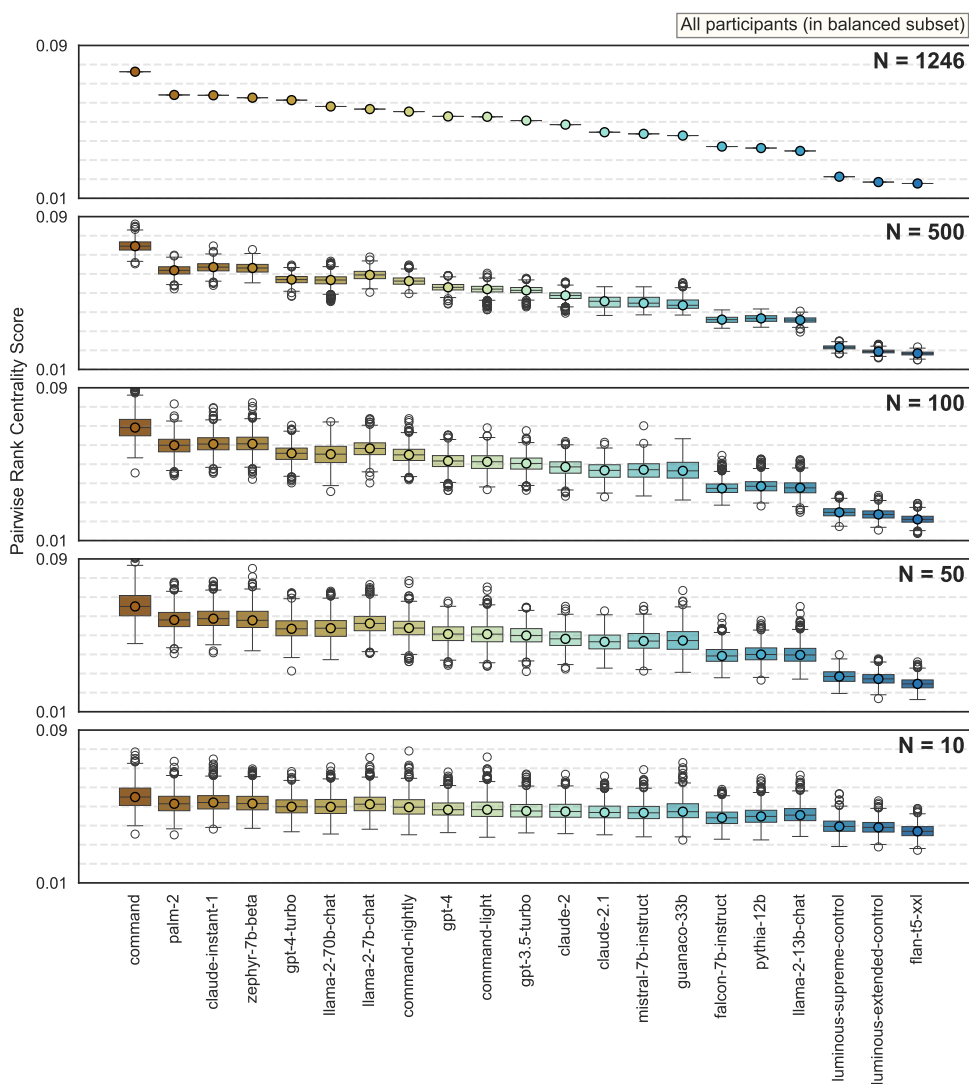 All participants (in balanced subset)
0.09
N = 1246
0.01
0.09
N = 500
0.01
Pairwise Rank Centrality Score
0.09
N = 100
0.01
0.09
N = 50
0.01
0.09
N = 10
0.01
command
palm-2
claude-instant-1
zephyr-7b-beta
gpt-4-turbo
llama-2-70b-chat
llama-2-7b-chat
command-nightly
gpt-4
command-light
gpt-3.5-turbo
claude-2
claude-2.1
mistral-7b-instruct
guanaco-33b
falcon-7b-instruct
pythia-12b
llama-2-13b-chat
luminous-supreme-control
luminous-extended-control
flan-t5-xxl